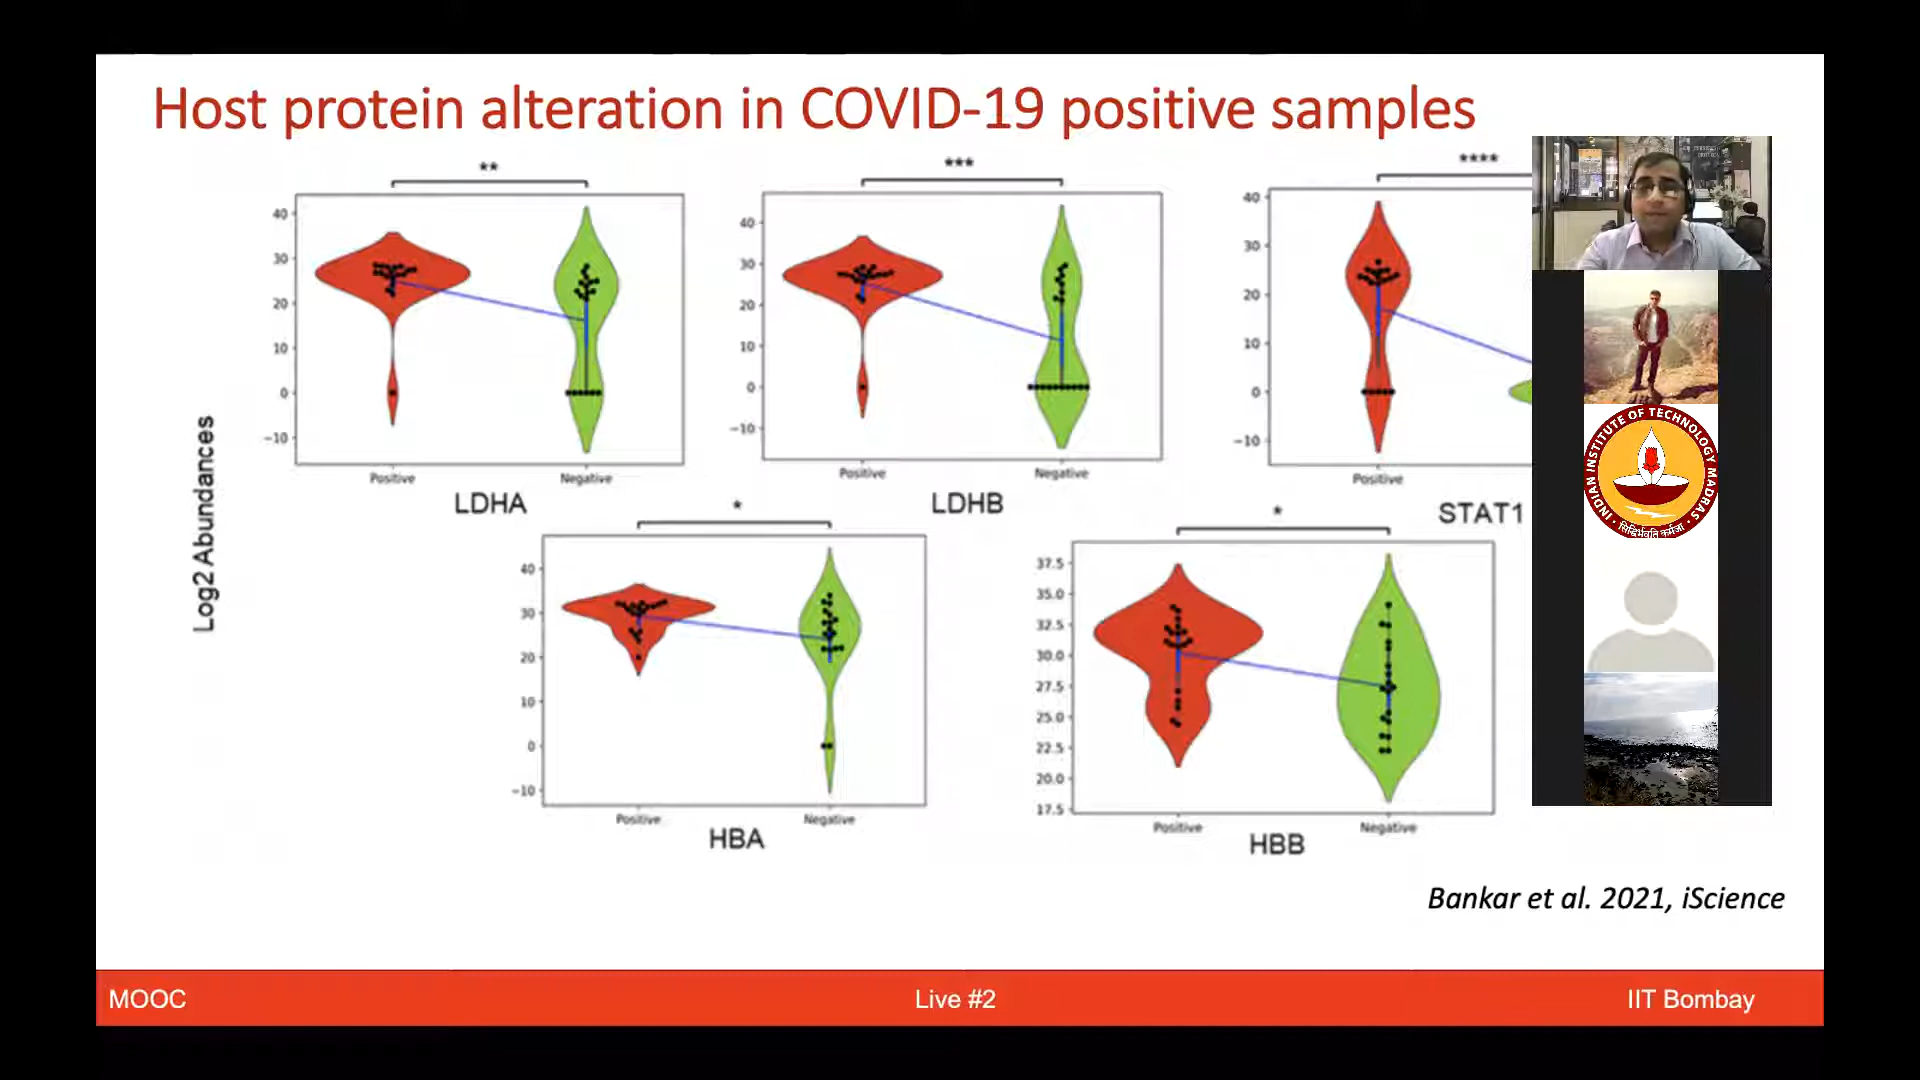 Host protein alteration in COVID-19 positive samples
**
***
****
40
30
20
10
0
−10
Positive
Negative
LDHA
40
30
20
10
0
−10
Positive
Negative
LDHB
40
30
20
10
0
−10
Positive
STAT1
Log2 Abundances
*
40
30
20
10
0
−10
Positive
Negative
HBA
*
37.5
35.0
32.5
30.0
27.5
25.0
22.5
20.0
17.5
Positive
Negative
HBB
INDIAN INSTITUTE OF TECHNOLOGY MADRAS
Bankar et al. 2021, iScience
MOOC
Live #2
IIT Bombay